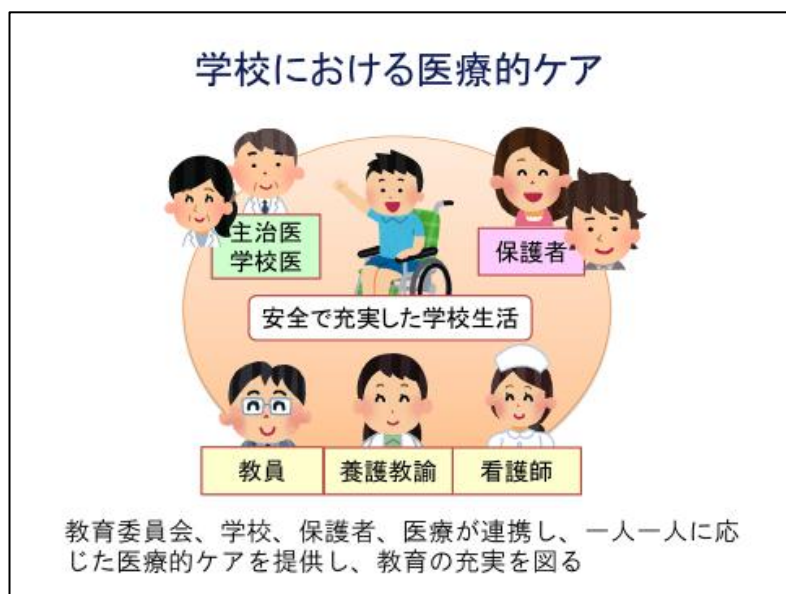 学校における医療的ケア
主治医
学校医
保護者
安全で充実した学校生活
教員
養護教諭
看護師
教育委員会、学校、保護者、医療が連携し、一人一人に応
じた医療的ケアを提供し、教育の充実を図る